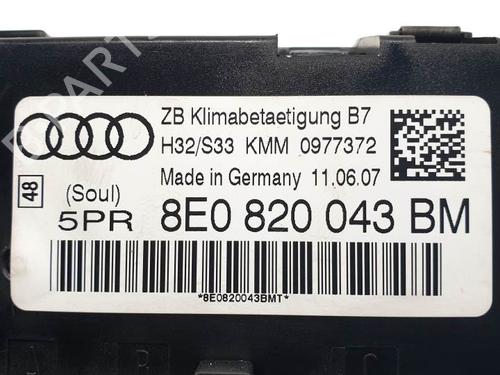 ZB Klimabetaetigung B7
H32/S33 KMM 0977372
Made in Germany 11.06.07
48
(Soul)
5PR 8E0 820 043 BM
*8E0820043BMT*
A B C